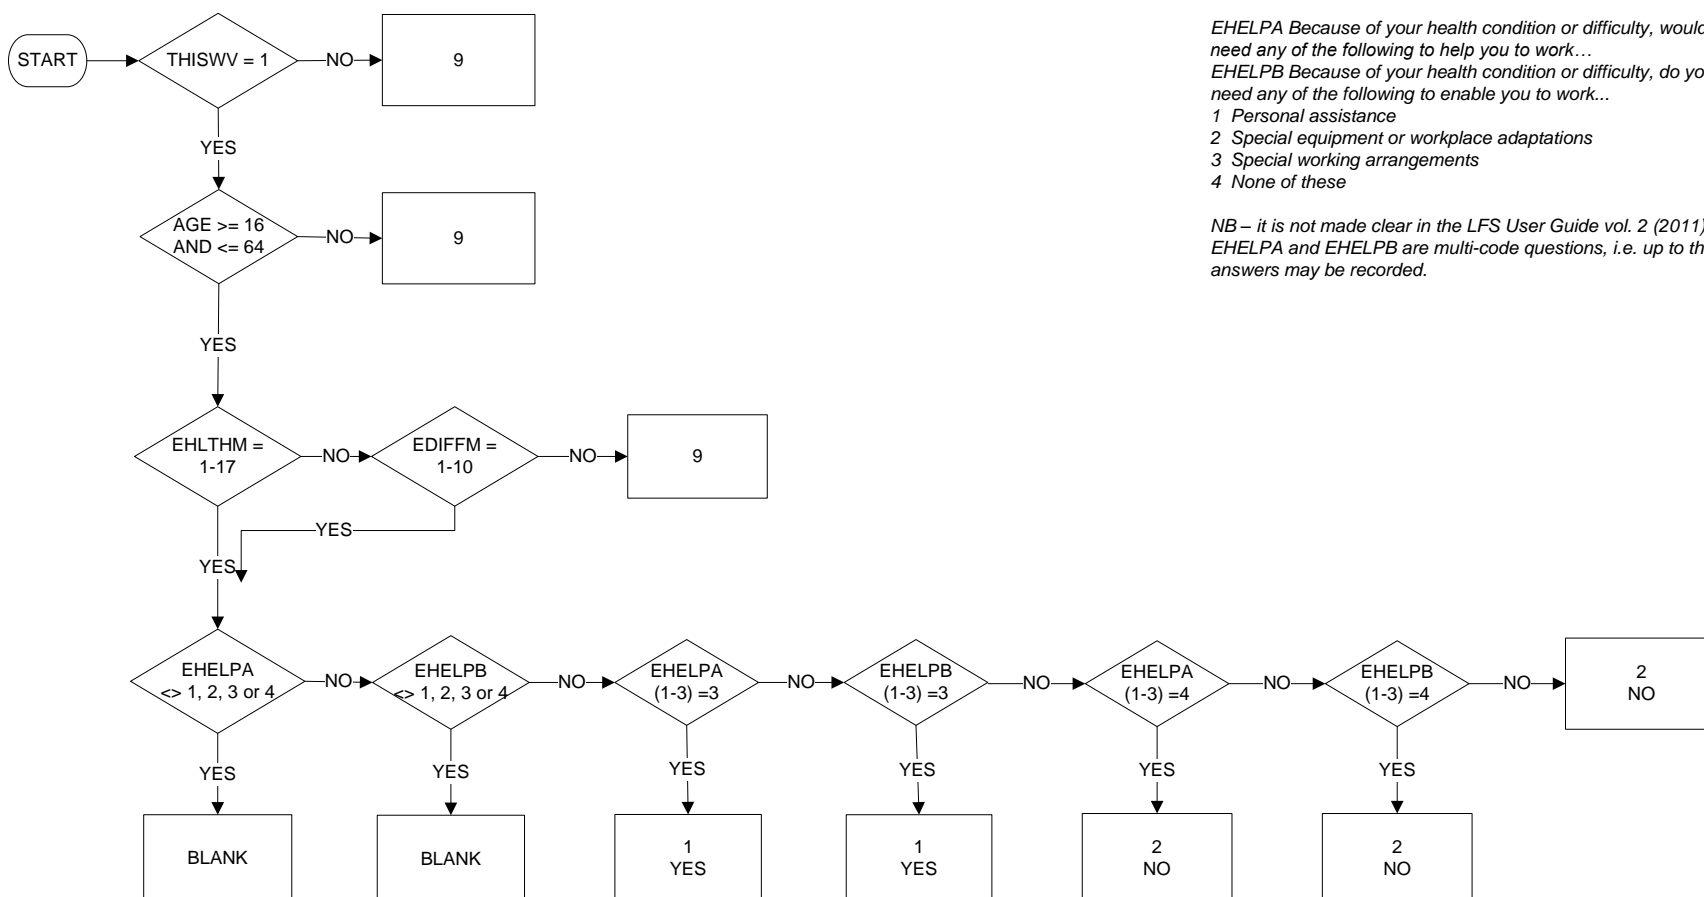 START
THISWV = 1
NO
9
YES
AGE >= 16
AND <= 64
NO
9
YES
EHLTHM =
1-17
NO
EDIFFM =
1-10
NO
9
YES
YES
EHELPA
<> 1, 2, 3 or 4
NO
EHELPB
<> 1, 2, 3 or 4
NO
EHELPA
(1-3) =3
NO
EHELPB
(1-3) =3
NO
EHELPA
(1-3) =4
NO
EHELPB
(1-3) =4
NO
2
NO
YES
YES
YES
YES
YES
YES
BLANK
BLANK
1
YES
1
YES
2
NO
2
NO
EHELPA Because of your health condition or difficulty, would
need any of the following to help you to work…
EHELPB Because of your health condition or difficulty, do yo
need any of the following to enable you to work...
1 Personal assistance
2 Special equipment or workplace adaptations
3 Special working arrangements
4 None of these
NB – it is not made clear in the LFS User Guide vol. 2 (2011)
EHELPA and EHELPB are multi-code questions, i.e. up to th
answers may be recorded.